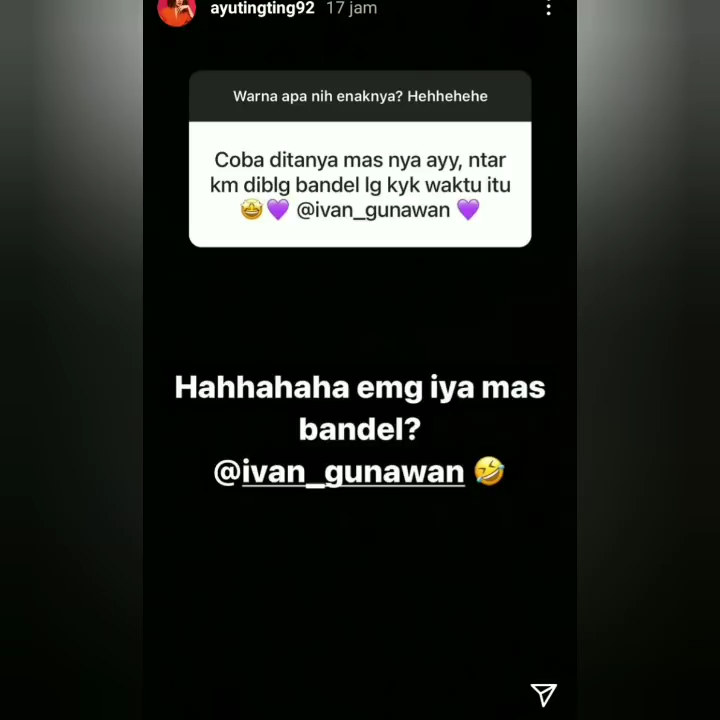 ayutingting92 17 jam
Warna apa nih enaknya? Hehhehehe
Coba ditanya mas nya ayy, ntar
km diblg bandel lg kyk waktu itu
🤩💜 @ivan_gunawan 💜
Hahhahaha emg iya mas
bandel?
@ivan_gunawan 🤣